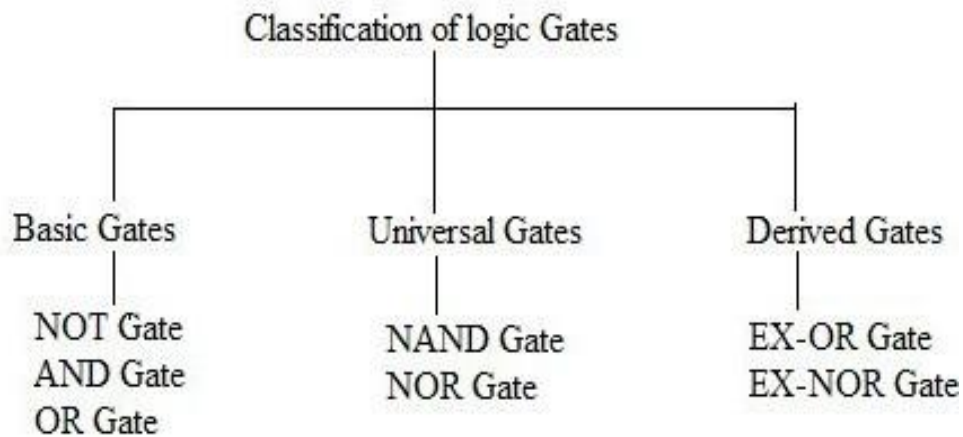 Classification of logic Gates
Basic Gates
NOT Gate
AND Gate
OR Gate
Universal Gates
NAND Gate
NOR Gate
Derived Gates
EX-OR Gate
EX-NOR Gate